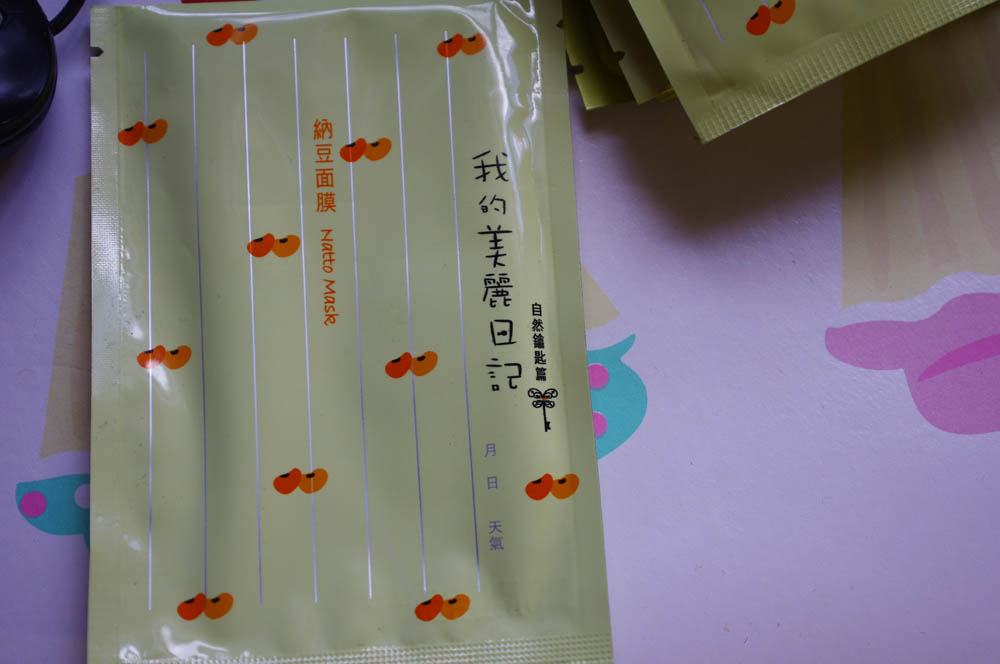 自然鑰匙篇
我的美麗日記
月 日 天氣
納豆面膜 Natto Mask